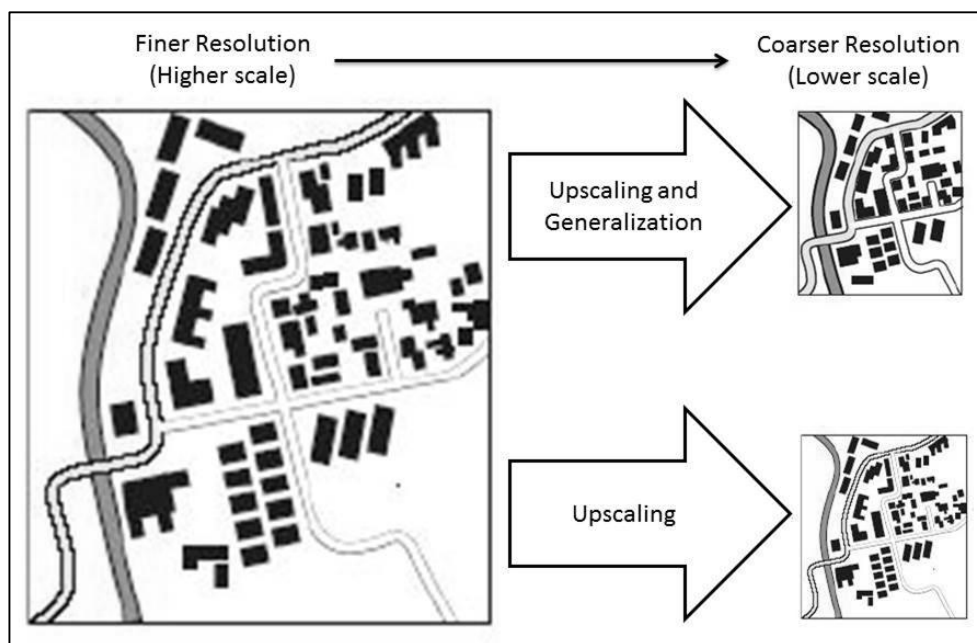 Finer Resolution
(Higher scale)
Coarser Resolution
(Lower scale)
Upscaling and
Generalization
Upscaling